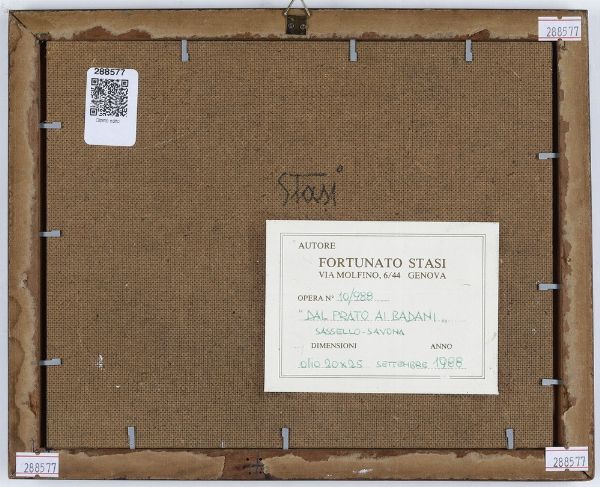 288577
288577
Stasi
AUTORE
FORTUNATO STASI
VIA MOLFINO, 6/44 GENOVA
OPERA N° 10/988
"DAL PRATO AI BADANI"
SASSELLO-SAVONA
DIMENSIONI ANNO
olio 20x25 SETTEMBRE 1988
288577
288577